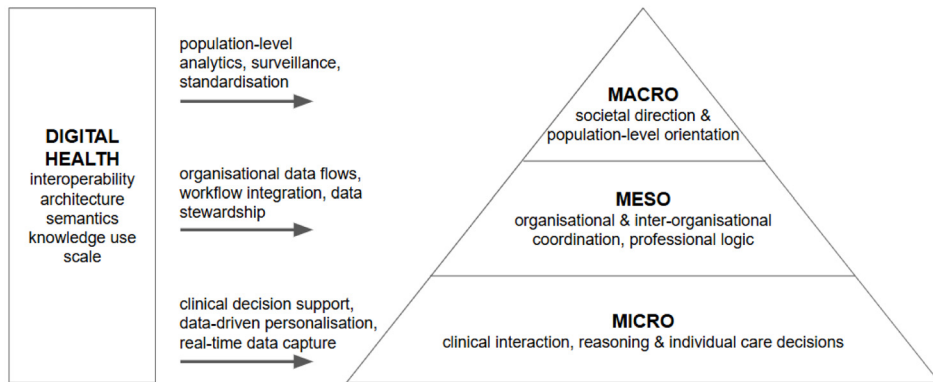 DIGITAL
HEALTH
interoperability
architecture
semantics
knowledge use
scale
population-level
analytics, surveillance,
standardisation
organisational data flows,
workflow integration, data
stewardship
clinical decision support,
data-driven personalisation,
real-time data capture
MACRO
societal direction &
population-level orientation
MESO
organisational & inter-organisational
coordination, professional logic
MICRO
clinical interaction, reasoning & individual care decisions